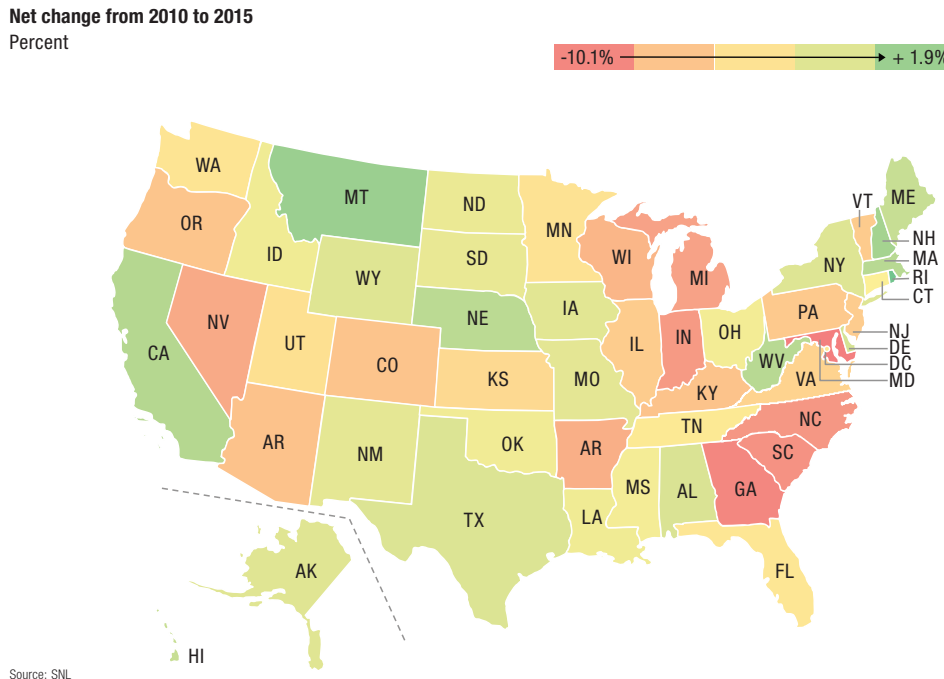 Net change from 2010 to 2015
Percent
-10.1% + 1.9%
WA
MT
ND
MN
VT
ME
OR
ID
SD
WI
MI
NY
NH
MA
RI
CT
WY
NE
IA
PA
NJ
DE
DC
MD
NV
UT
CO
KS
MO
IL
IN
OH
WV
VA
KY
CA
AR
NM
OK
AR
TN
NC
SC
MS
AL
GA
LA
TX
FL
AK
HI
Source: SNL